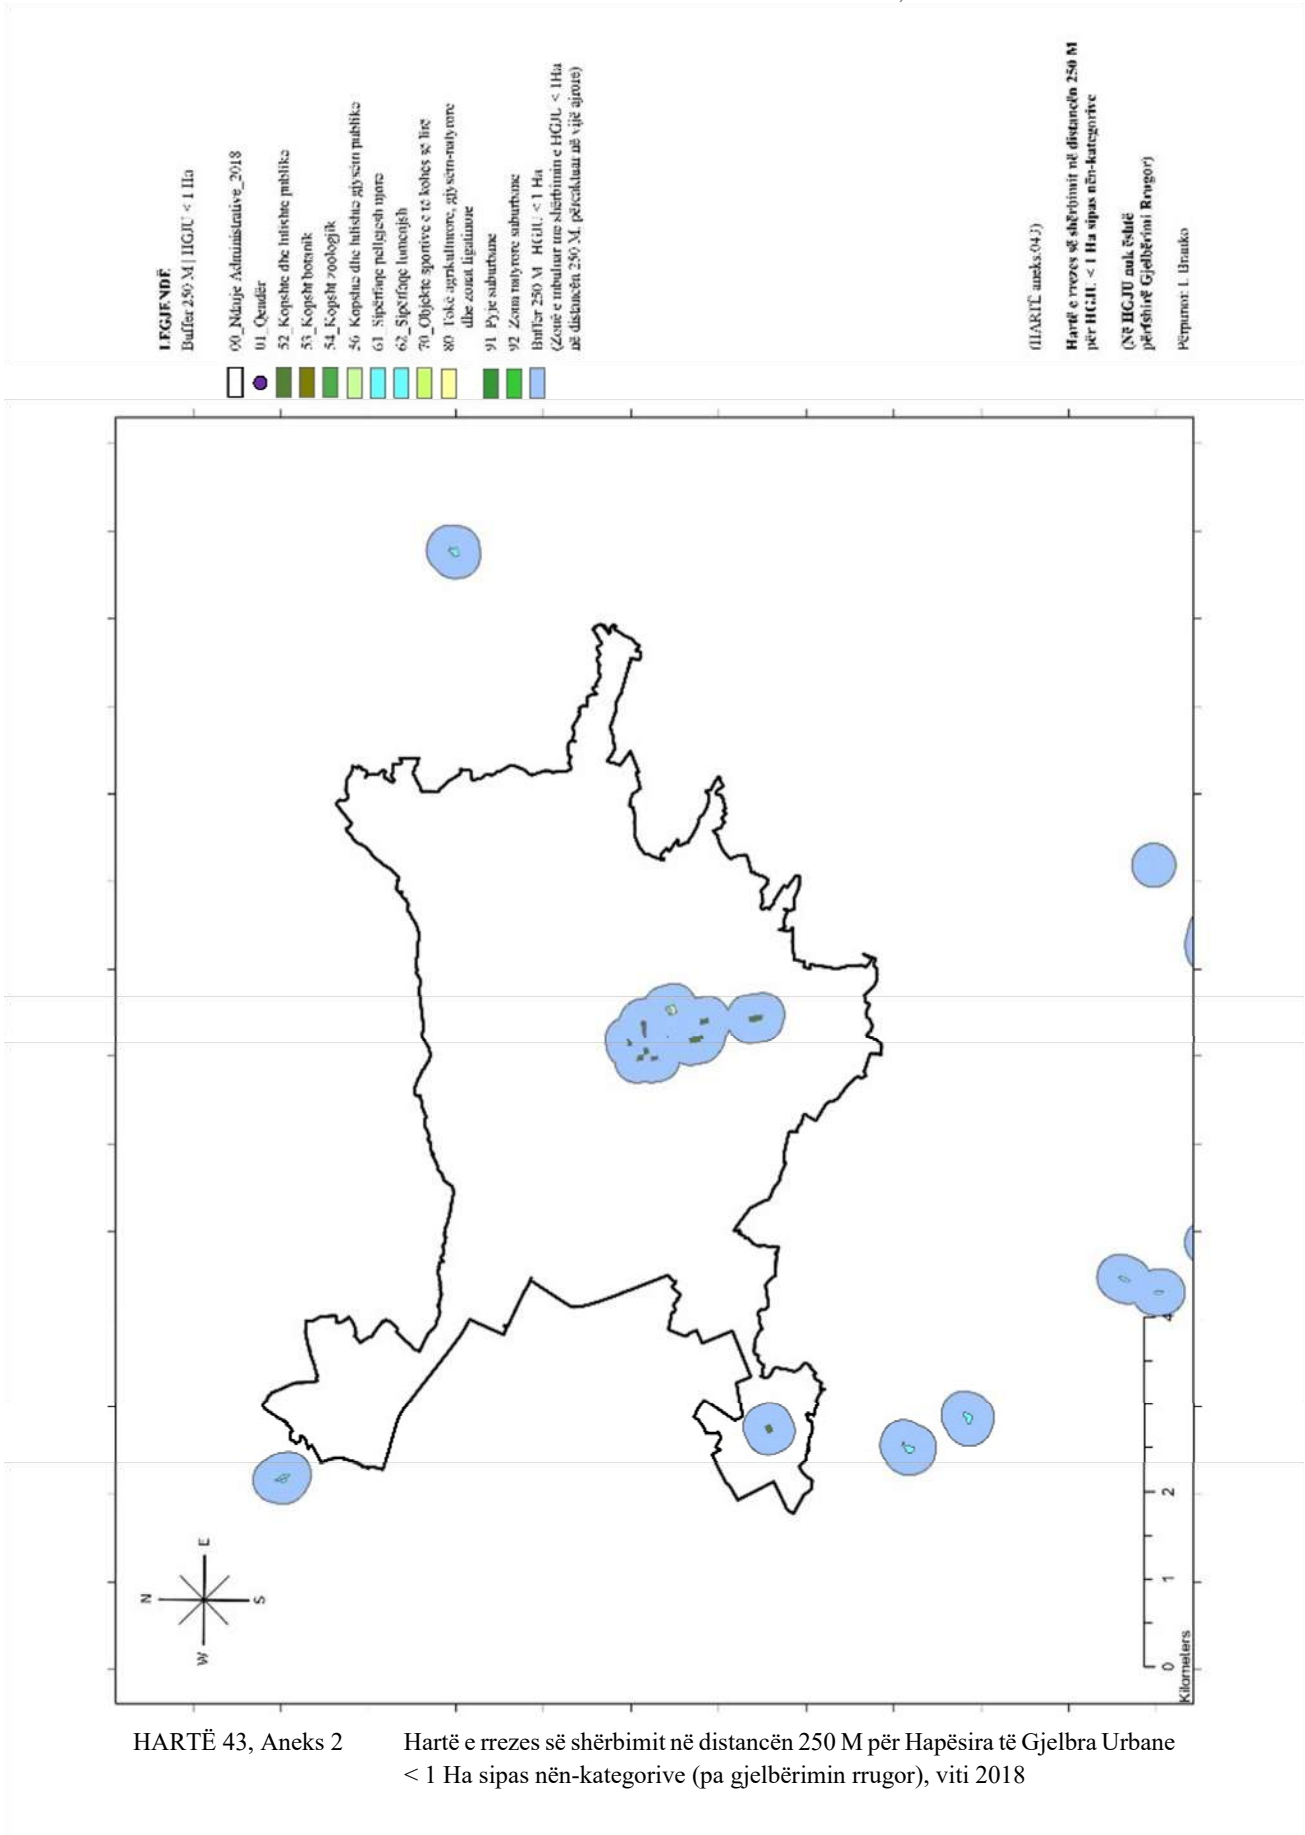 LEGJENDË
Buffer 250 M | HGJU < 1 Ha
00_Ndarje Administrative_2018
01_Qendër
52_Kopshte dhe lulishte publike
53_Kopsht botanik
54_Kopsht zoologjik
56_Kopshte dhe lulishte gjysëm publike
61_Sipërfaqe pellgjesh ujore
62_Sipërfaqe lumenjsh
70_Objekte sportive e të kohës së lirë
80_Tokë agrikulturore, gjysëm-natyrore
dhe zonat ligatinore
91_Pyje suburbane
92_Zona natyrore suburbane
Buffer 250 M_HGJU < 1 Ha
(Zonë e mbuluar me shërbimin e HGJU < 1Ha
në distancën 250 M, përcaktuar në vijë ajrore)
(HARTË aneks.043)
Hartë e rrezes së shërbimit në distancën 250 M
për HGJU < 1 Ha sipas nën-kategorive
(Në HGJU nuk është
përfshirë Gjelbërimi Rrugor)
Përpunoi: L. Branko
N
W E
S
0 1 2 4
Kilometers
HARTË 43, Aneks 2 Hartë e rrezes së shërbimit në distancën 250 M për Hapësira të Gjelbra Urbane
< 1 Ha sipas nën-kategorive (pa gjelbërimin rrugor), viti 2018